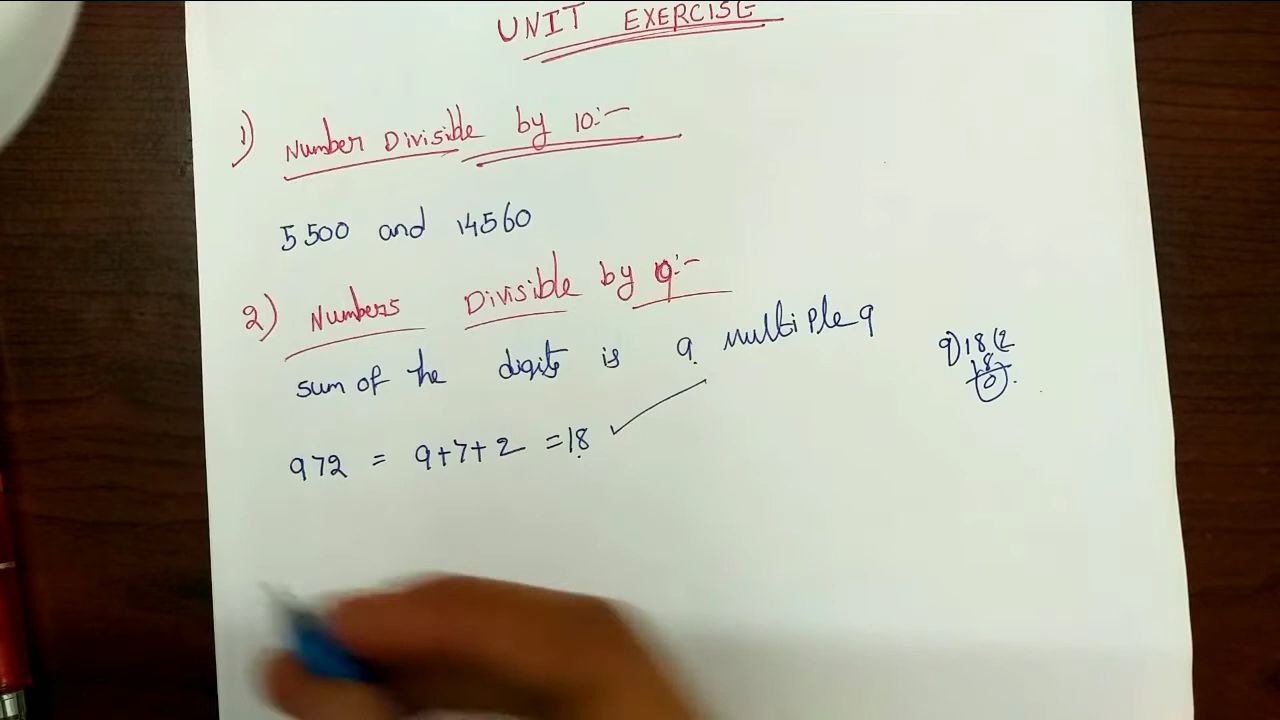 UNIT EXERCISE
1) Number Divisible by 10:-
5500 and 14560
2) Numbers Divisible by 9:-
sum of the digits is a multiple 9
9)18(2
18
0
972 = 9+7+2 =18 ✓